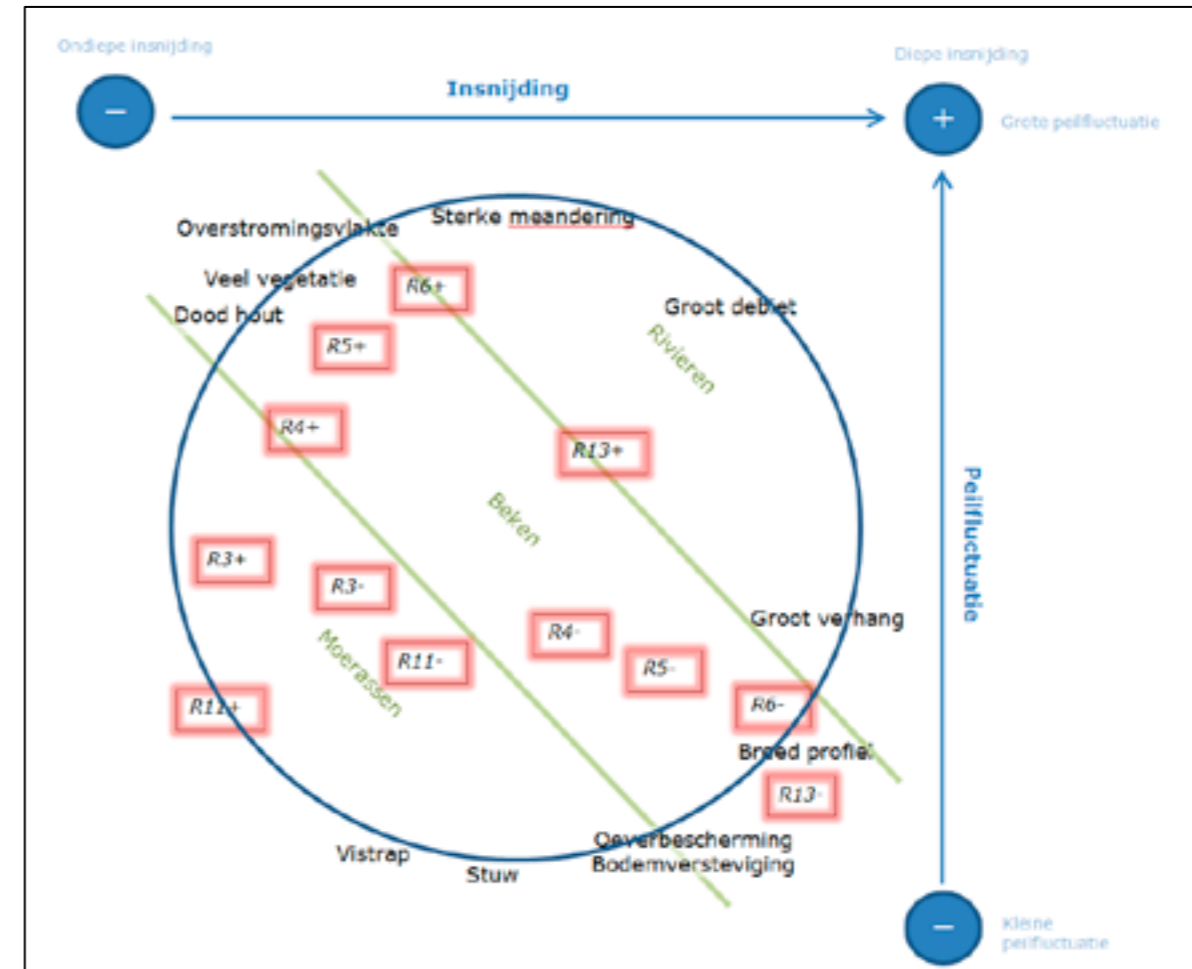 Ondiepe insnijding
Diepe insnijding
Insnijding
−
+
Grote peilfluctuatie
Sterke meandering
Overstromingsvlakte
Veel vegetatie
R6+
Dood hout
Groot debiet
R5+
Rivieren
R4+
R13+
Beken
Peilfluctuatie
R3+
R3-
R4-
Groot verhang
Moerassen
R11-
R5-
R11+
R6-
Breed profiel
R13-
Oeverbescherming
Bodemversteviging
Vistrap
Stuw
−
Kleine
peilfluctuatie